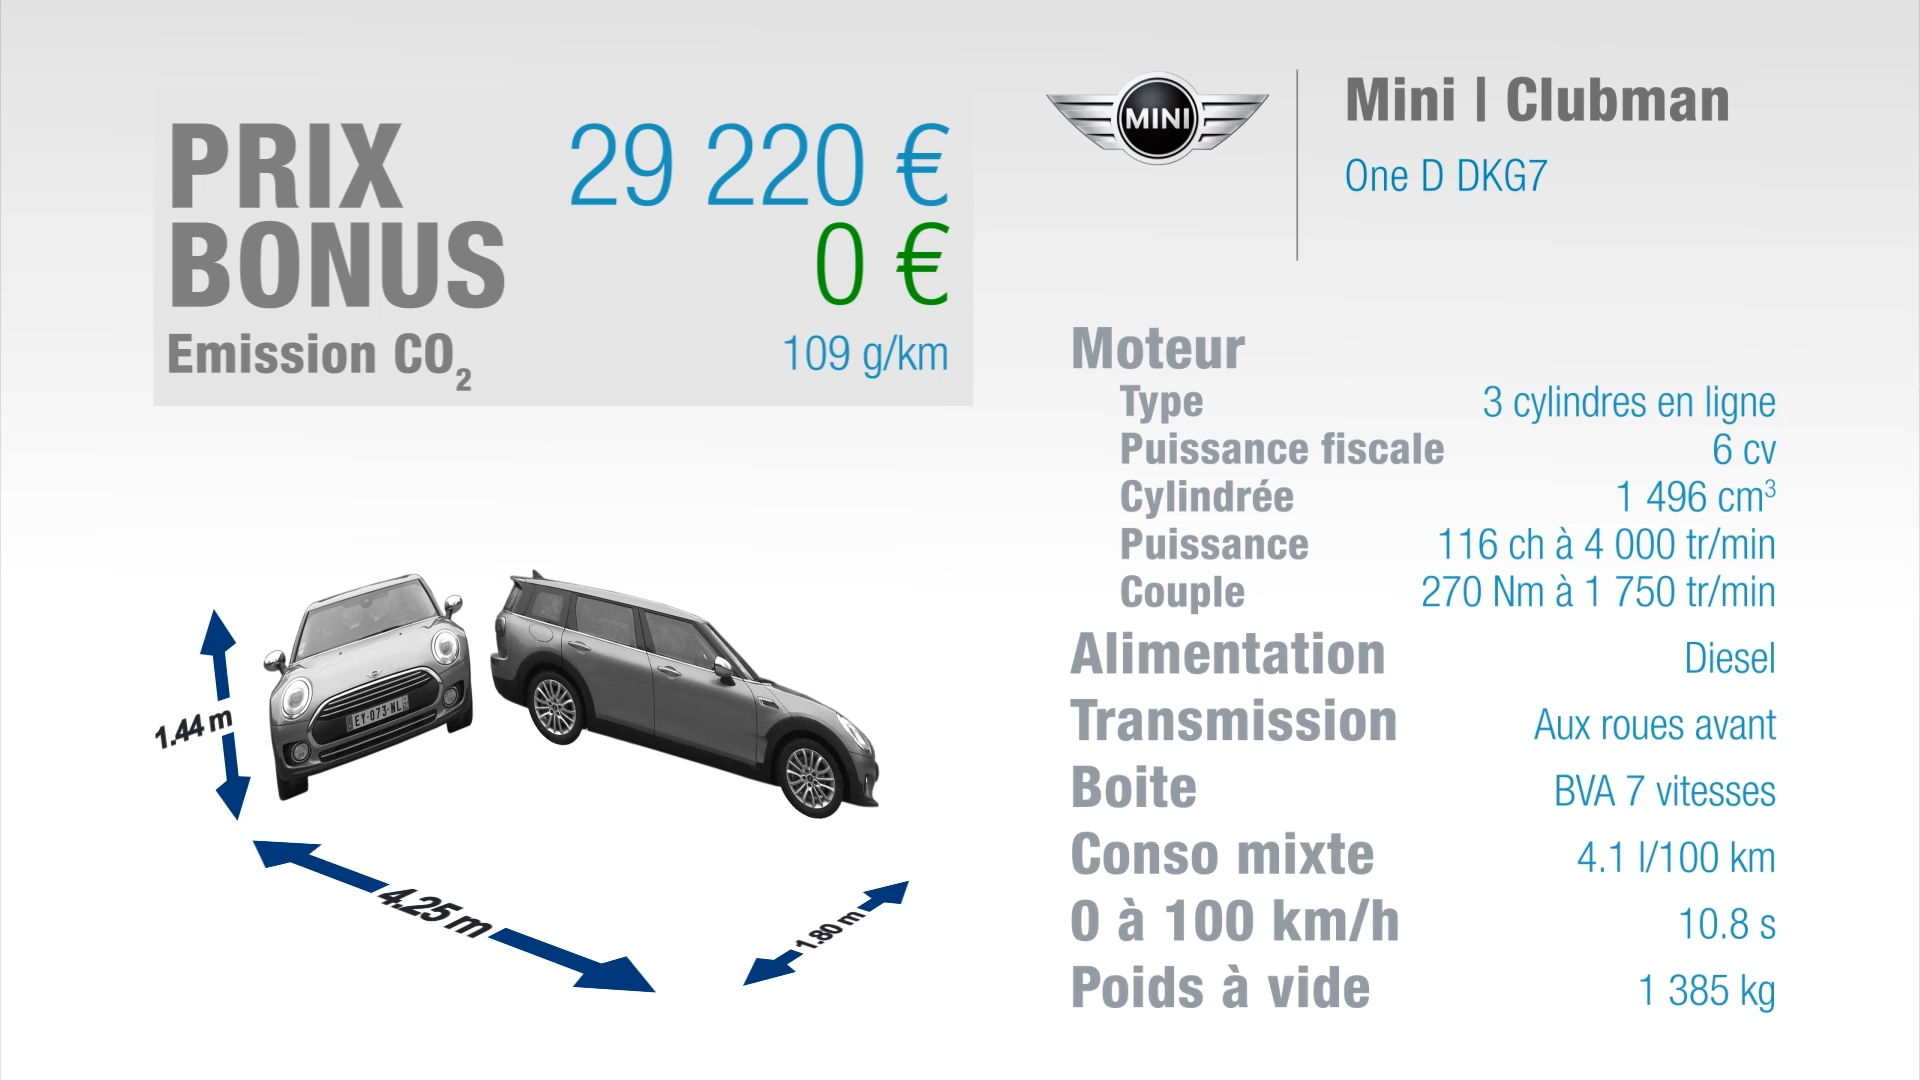 PRIX 29 220 €
BONUS 0 €
Emission CO₂ 109 g/km
MINI
Mini | Clubman
One D DKG7
Moteur
Type 3 cylindres en ligne
Puissance fiscale 6 cv
Cylindrée 1 496 cm³
Puissance 116 ch à 4 000 tr/min
Couple 270 Nm à 1 750 tr/min
Alimentation Diesel
Transmission Aux roues avant
Boite BVA 7 vitesses
Conso mixte 4.1 l/100 km
0 à 100 km/h 10.8 s
Poids à vide 1 385 kg
EY-073-NL
1.44 m
4.25 m
1.80 m